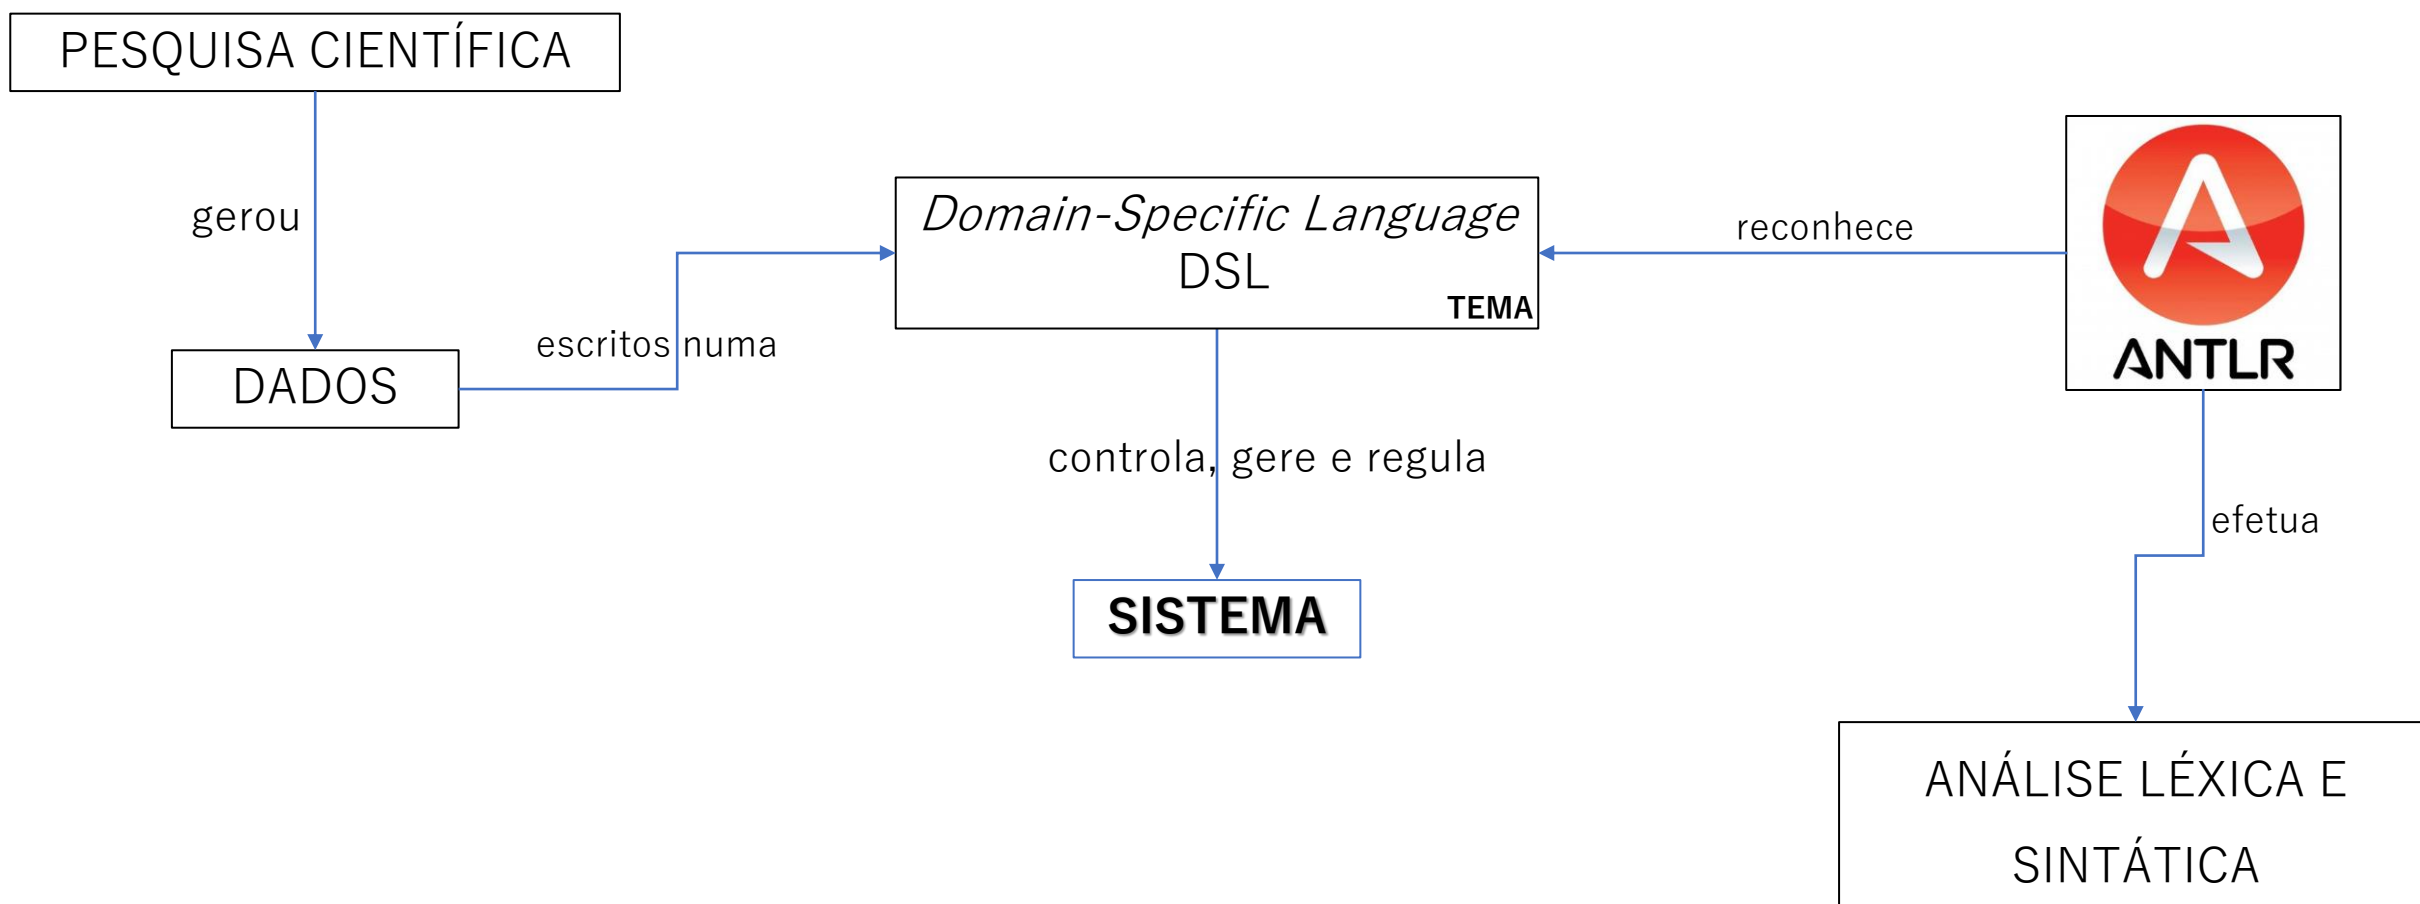 PESQUISA CIENTÍFICA
gerou
DADOS
escritos numa
Domain-Specific Language
DSL
TEMA
reconhece
ANTLR
controla, gere e regula
SISTEMA
efetua
ANÁLISE LÉXICA E
SINTÁTICA